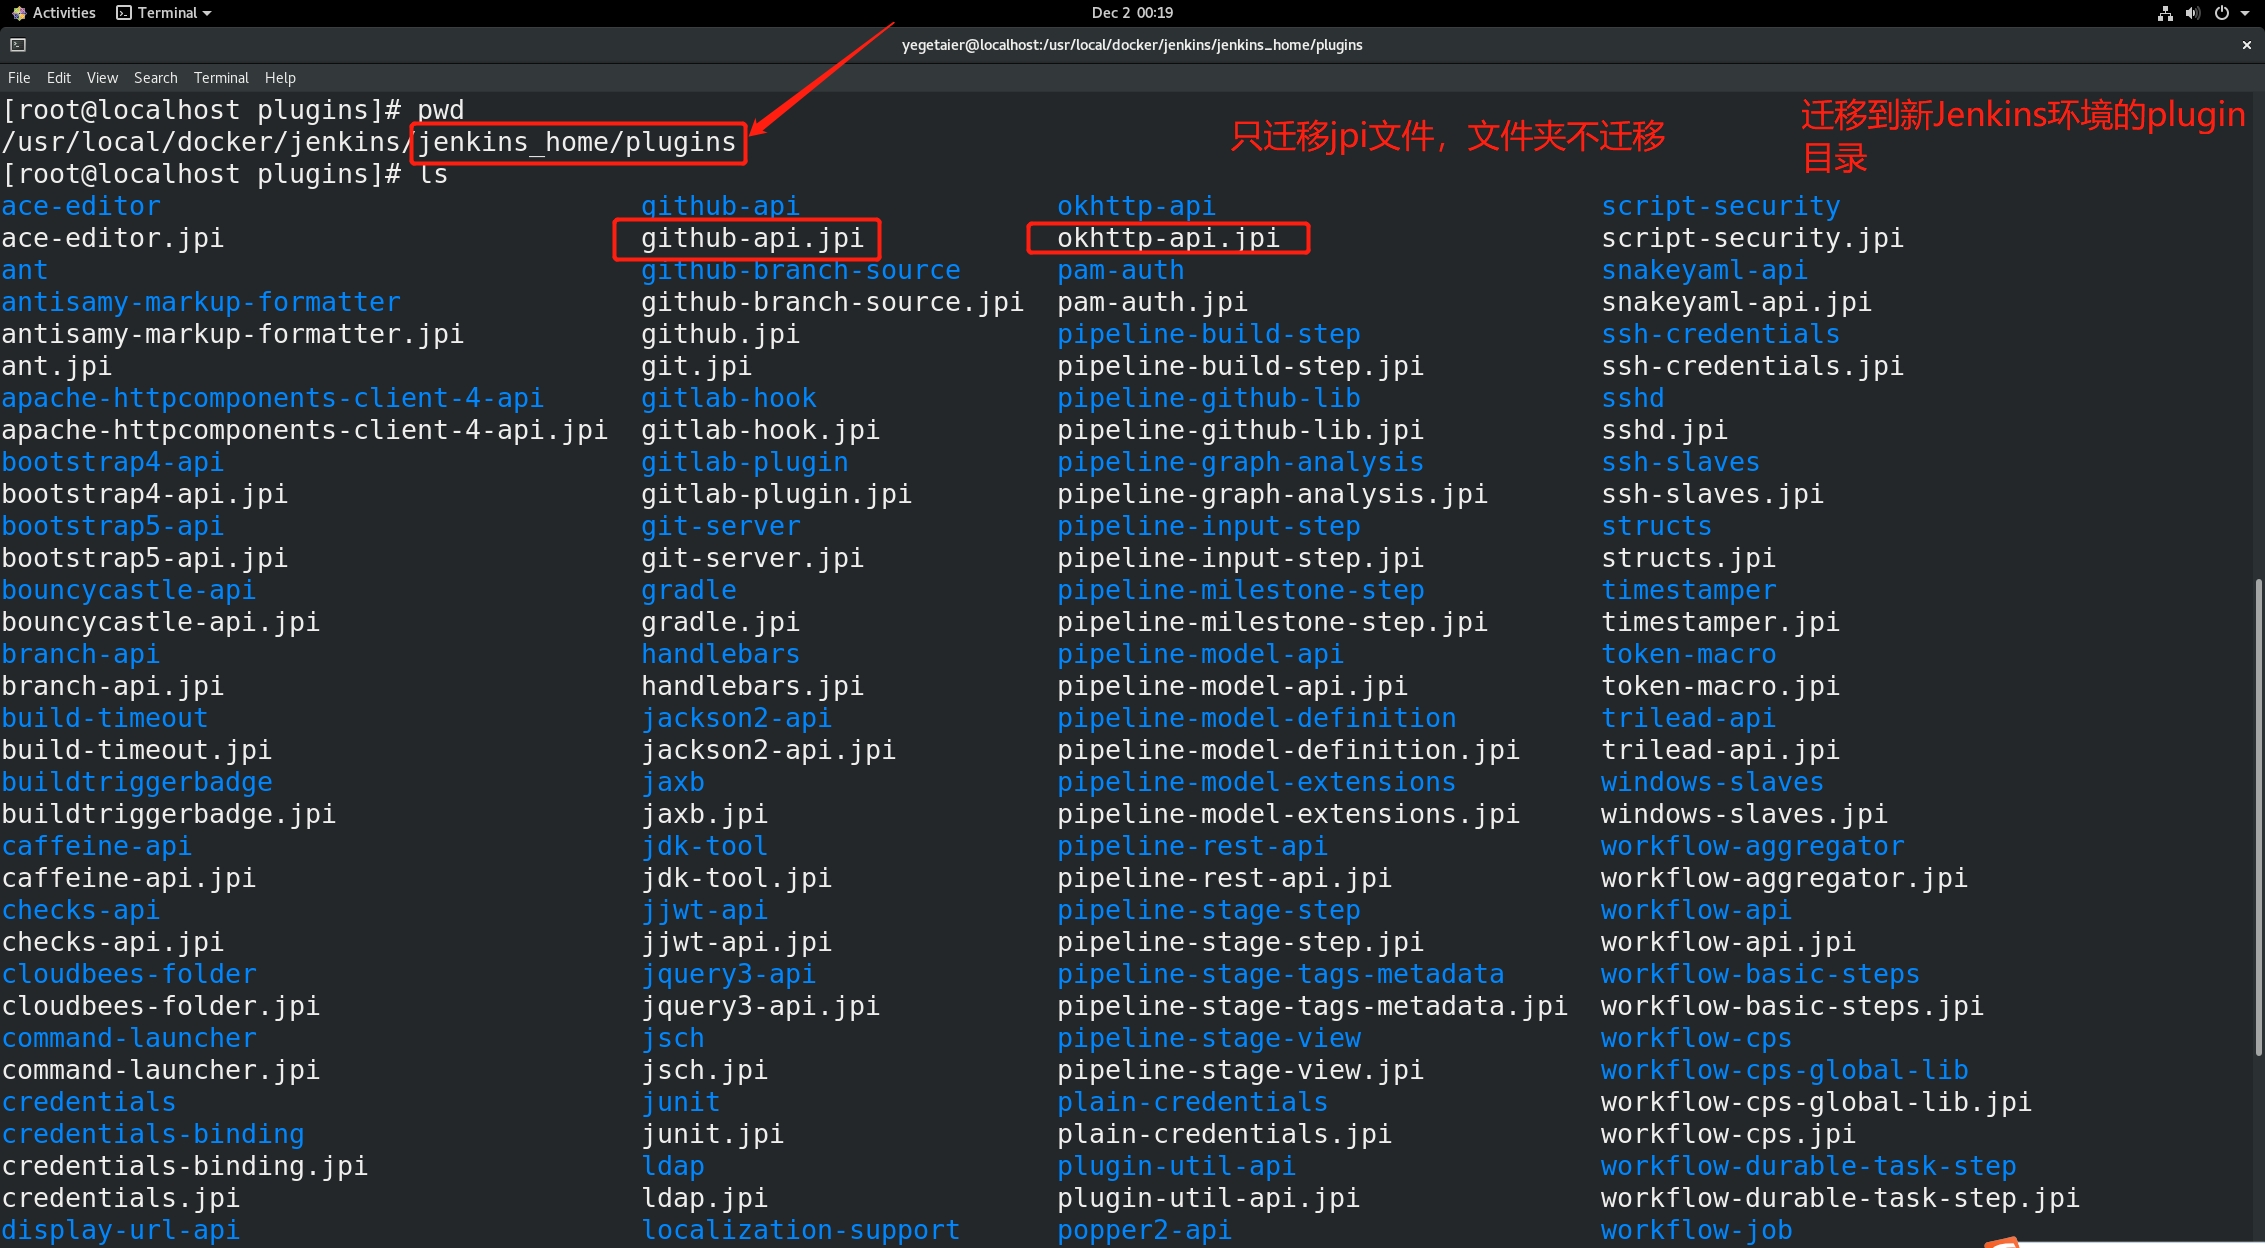 Activities Terminal Dec 2 00:19
yegetaier@localhost:/usr/local/docker/jenkins/jenkins_home/plugins
File Edit View Search Terminal Help
[root@localhost plugins]# pwd
/usr/local/docker/jenkins/jenkins_home/plugins
[root@localhost plugins]# ls
只迁移jpi文件，文件夹不迁移
迁移到新Jenkins环境的plugin
目录
ace-editor github-api okhttp-api script-security
ace-editor.jpi github-api.jpi okhttp-api.jpi script-security.jpi
ant github-branch-source pam-auth snakeyaml-api
antisamy-markup-formatter github-branch-source.jpi pam-auth.jpi snakeyaml-api.jpi
antisamy-markup-formatter.jpi github.jpi pipeline-build-step ssh-credentials
ant.jpi git.jpi pipeline-build-step.jpi ssh-credentials.jpi
apache-httpcomponents-client-4-api gitlab-hook pipeline-github-lib sshd
apache-httpcomponents-client-4-api.jpi gitlab-hook.jpi pipeline-github-lib.jpi sshd.jpi
bootstrap4-api gitlab-plugin pipeline-graph-analysis ssh-slaves
bootstrap4-api.jpi gitlab-plugin.jpi pipeline-graph-analysis.jpi ssh-slaves.jpi
bootstrap5-api git-server pipeline-input-step structs
bootstrap5-api.jpi git-server.jpi pipeline-input-step.jpi structs.jpi
bouncycastle-api gradle pipeline-milestone-step timestamper
bouncycastle-api.jpi gradle.jpi pipeline-milestone-step.jpi timestamper.jpi
branch-api handlebars pipeline-model-api token-macro
branch-api.jpi handlebars.jpi pipeline-model-api.jpi token-macro.jpi
build-timeout jackson2-api pipeline-model-definition trilead-api
build-timeout.jpi jackson2-api.jpi pipeline-model-definition.jpi trilead-api.jpi
buildtriggerbadge jaxb pipeline-model-extensions windows-slaves
buildtriggerbadge.jpi jaxb.jpi pipeline-model-extensions.jpi windows-slaves.jpi
caffeine-api jdk-tool pipeline-rest-api workflow-aggregator
caffeine-api.jpi jdk-tool.jpi pipeline-rest-api.jpi workflow-aggregator.jpi
checks-api jjwt-api pipeline-stage-step workflow-api
checks-api.jpi jjwt-api.jpi pipeline-stage-step.jpi workflow-api.jpi
cloudbees-folder jquery3-api pipeline-stage-tags-metadata workflow-basic-steps
cloudbees-folder.jpi jquery3-api.jpi pipeline-stage-tags-metadata.jpi workflow-basic-steps.jpi
command-launcher jsch pipeline-stage-view workflow-cps
command-launcher.jpi jsch.jpi pipeline-stage-view.jpi workflow-cps-global-lib
credentials junit plain-credentials workflow-cps-global-lib.jpi
credentials-binding junit.jpi plain-credentials.jpi workflow-cps.jpi
credentials-binding.jpi ldap plugin-util-api workflow-durable-task-step
credentials.jpi ldap.jpi plugin-util-api.jpi workflow-durable-task-step.jpi
display-url-api localization-support popper2-api workflow-job